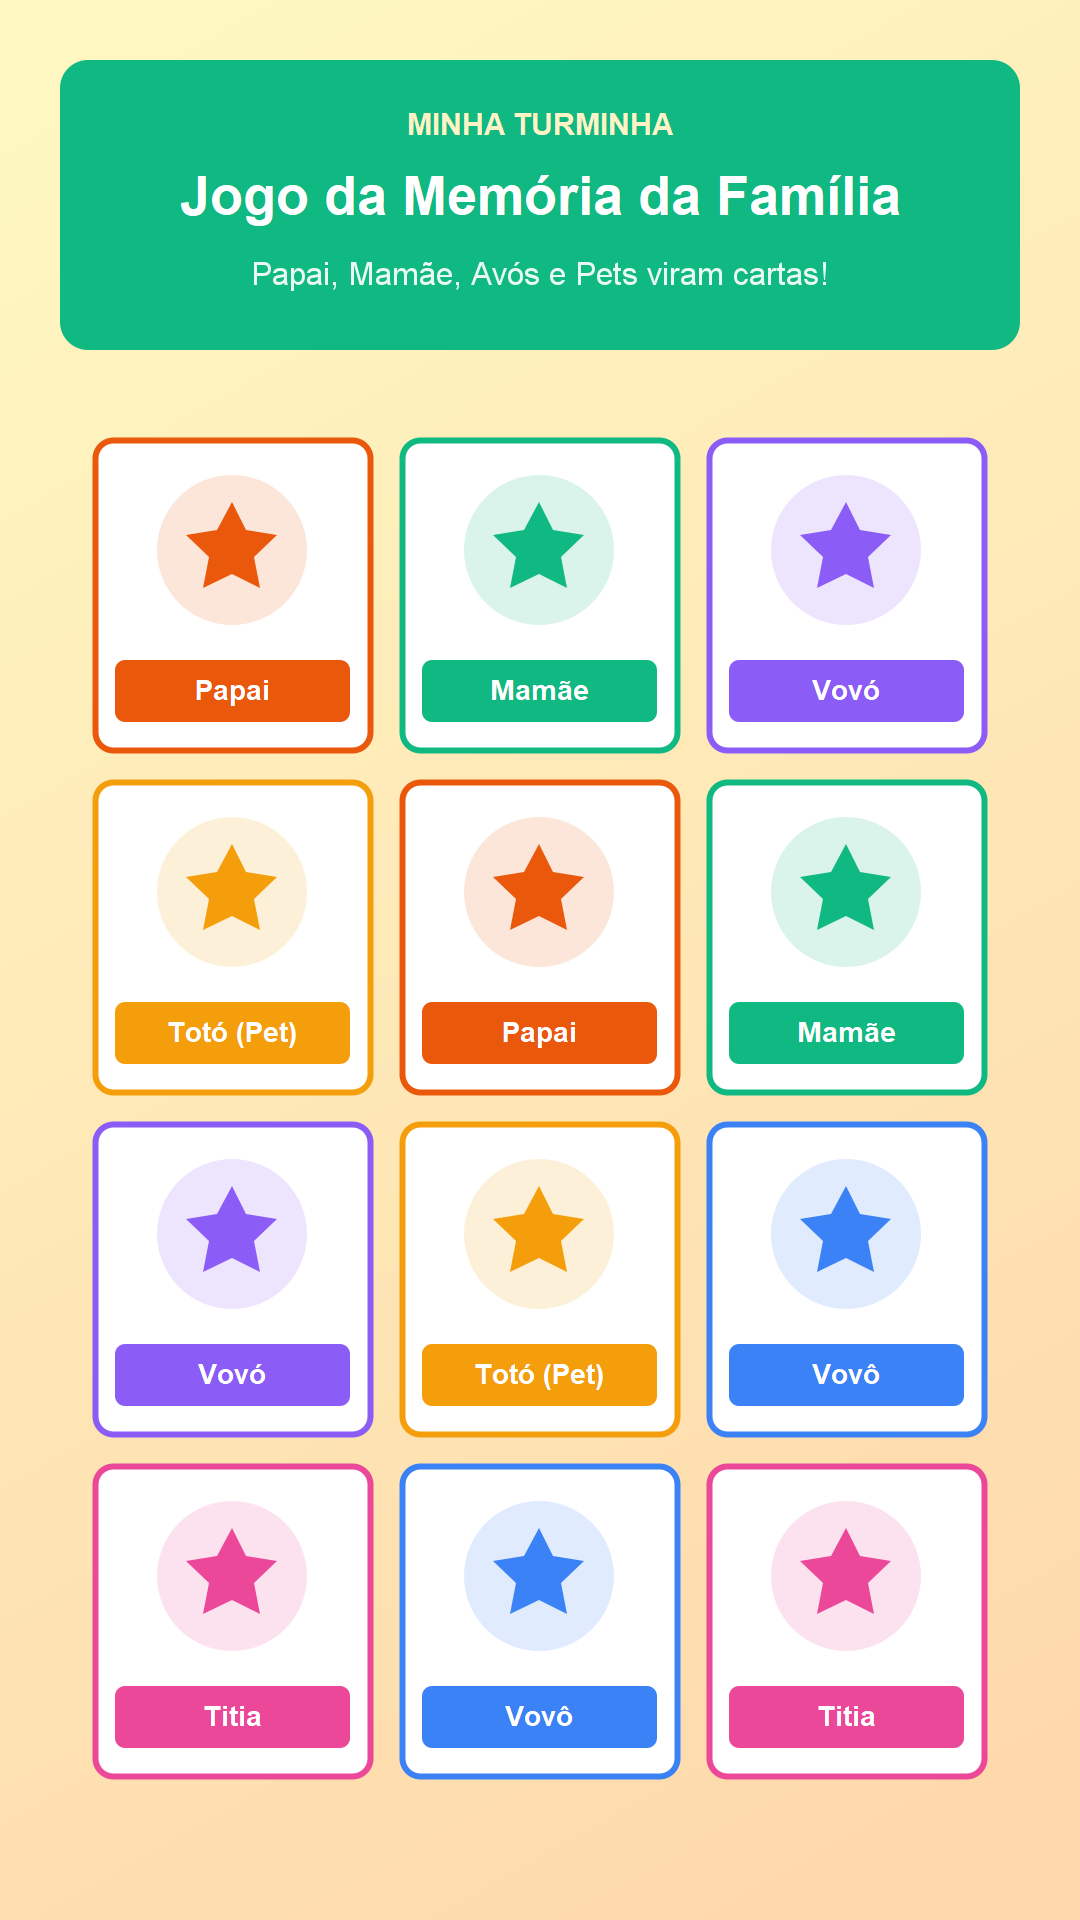 MINHA TURMINHA
Jogo da Memória da Família
Papai, Mamãe, Avós e Pets viram cartas!
Papai
Mamãe
Vovó
Totó (Pet)
Papai
Mamãe
Vovó
Totó (Pet)
Vovô
Titia
Vovô
Titia